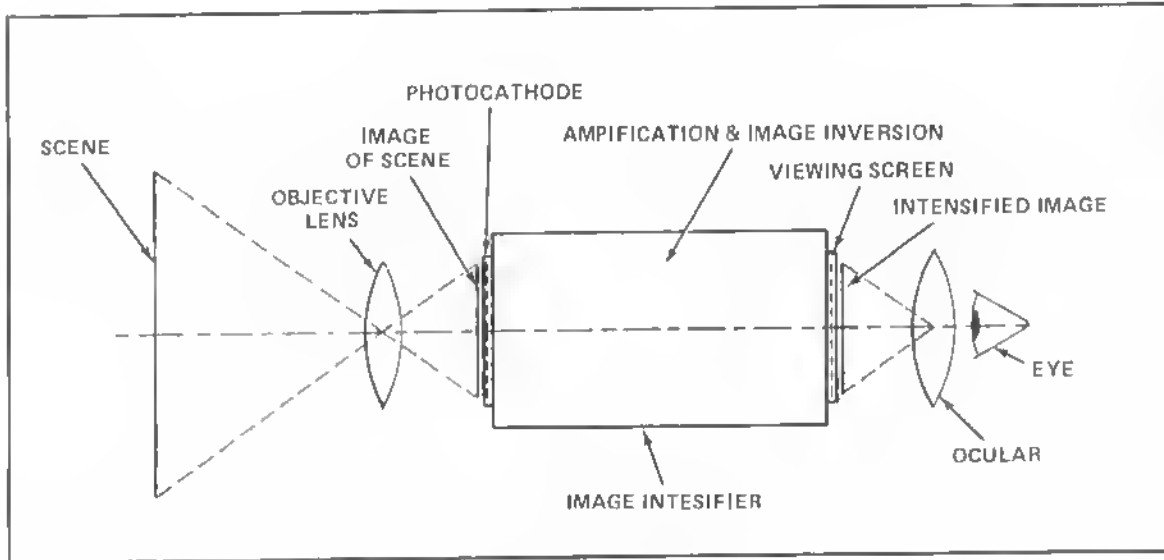 PHOTOCATHODE
SCENE
IMAGE
OF SCENE
OBJECTIVE
LENS
AMPIFICATION & IMAGE INVERSION
VIEWING SCREEN
INTENSIFIED IMAGE
EYE
OCULAR
IMAGE INTESIFIER